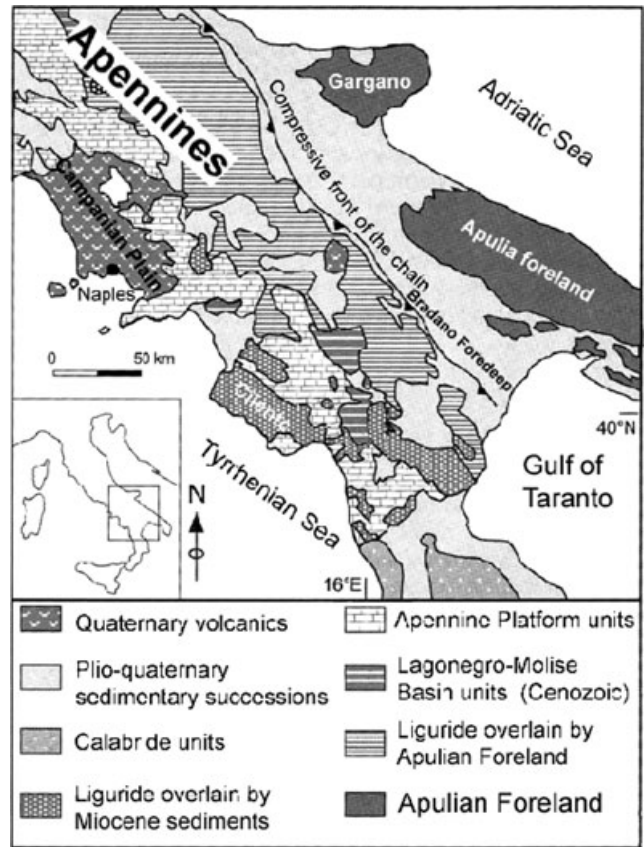 Apennines
Gargano
Adriatic Sea
Compressive front of the chain
Campanian Plain
Apulia foreland
Naples
Bradano Foredeep
0 50 km
Cilento
40°N
Tyrrhenian Sea
Gulf of
Taranto
N
16°E
Quaternary volcanics
Plio-quaternary
sedimentary successions
Calabride units
Liguride overlain by
Miocene sediments
Apennine Platform units
Lagonegro-Molise
Basin units (Cenozoic)
Liguride overlain by
Apulian Foreland
Apulian Foreland